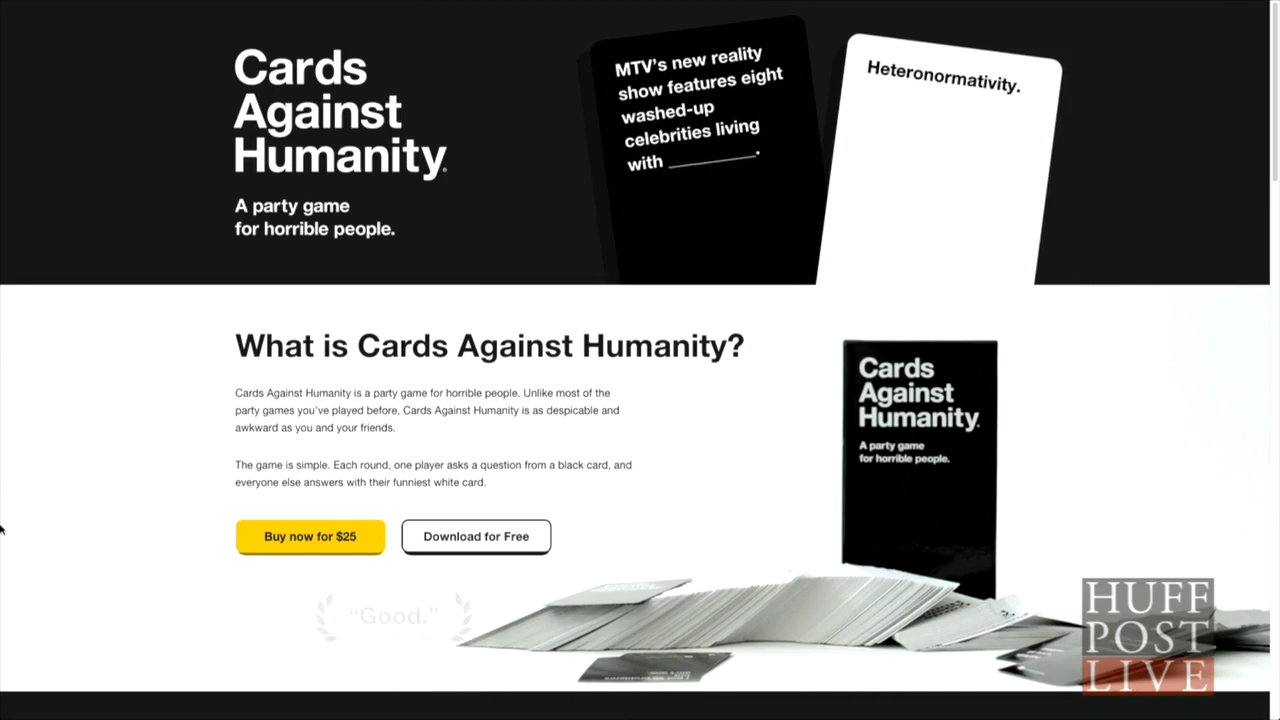 Cards
Against
Humanity
A party game
for horrible people.
MTV's new reality
show features eight
washed-up
celebrities living
with __________.
Heteronormativity.
What is Cards Against Humanity?
Cards Against Humanity is a party game for horrible people. Unlike most of the
party games you've played before, Cards Against Humanity is as despicable and
awkward as you and your friends.
The game is simple. Each round, one player asks a question from a black card, and
everyone else answers with their funniest white card.
Buy now for $25
Download for Free
"Good."
Cards
Against
Humanity
A party game
for horrible people.
HUFF
POST
LIVE